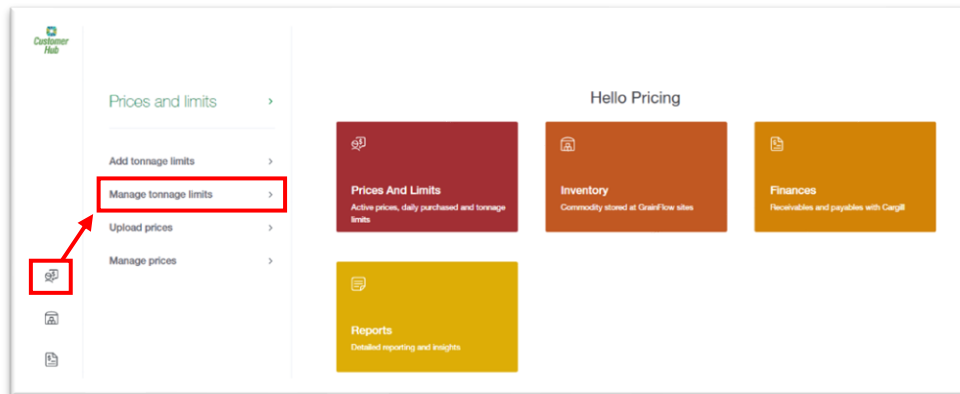 Customer
Hub
Prices and limits
Add tonnage limits
Manage tonnage limits
Upload prices
Manage prices
Hello Pricing
Prices And Limits
Active prices, daily purchased and tonnage
limits
Inventory
Commodity stored at GrainFlow sites
Finances
Receivables and payables with Cargill
Reports
Detailed reporting and insights